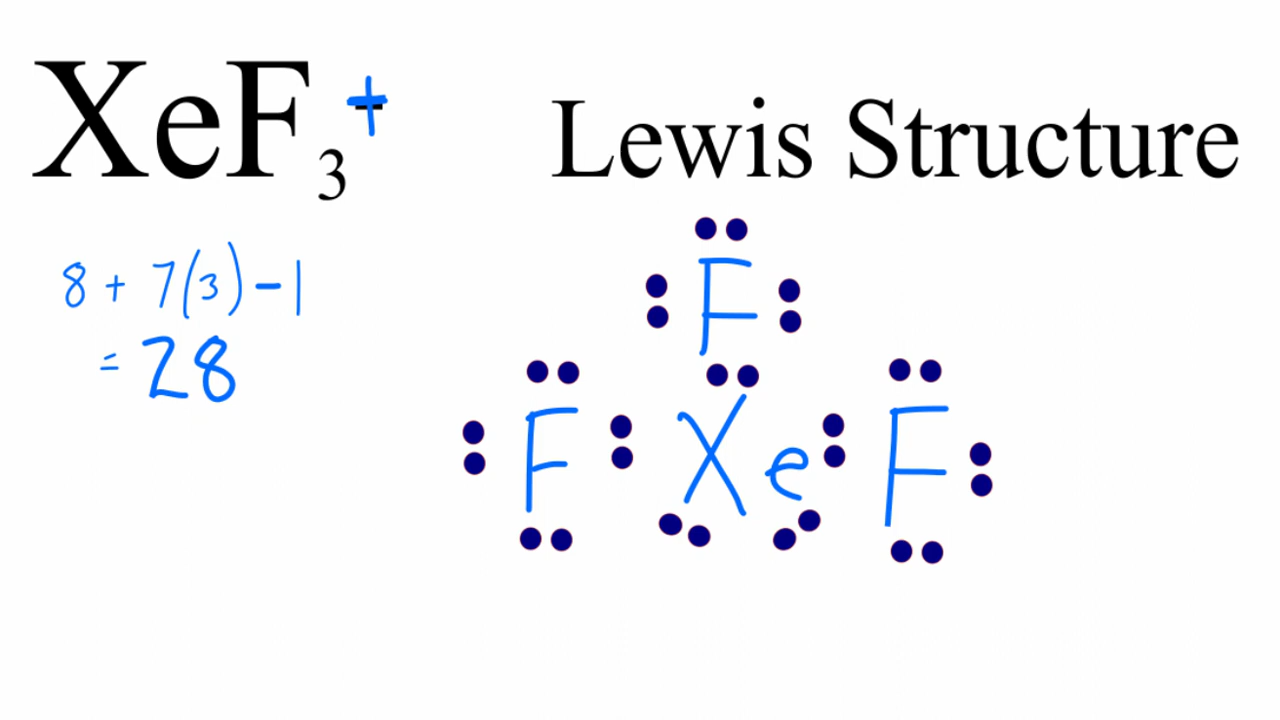 XeF₃⁺ Lewis Structure
8 + 7(3) - 1
= 28
F
F Xe F